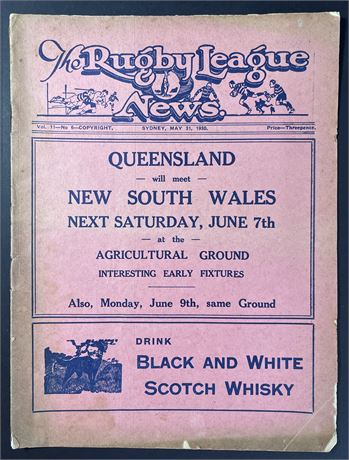 The Rugby League
News.
Vol. 11—No 6—COPYRIGHT. SYDNEY, MAY 31, 1930. Price—Threepence.
QUEENSLAND
— will meet —
NEW SOUTH WALES
NEXT SATURDAY, JUNE 7th
— at the —
AGRICULTURAL GROUND
INTERESTING EARLY FIXTURES
Also, Monday, June 9th, same Ground
DRINK
BLACK AND WHITE
SCOTCH WHISKY